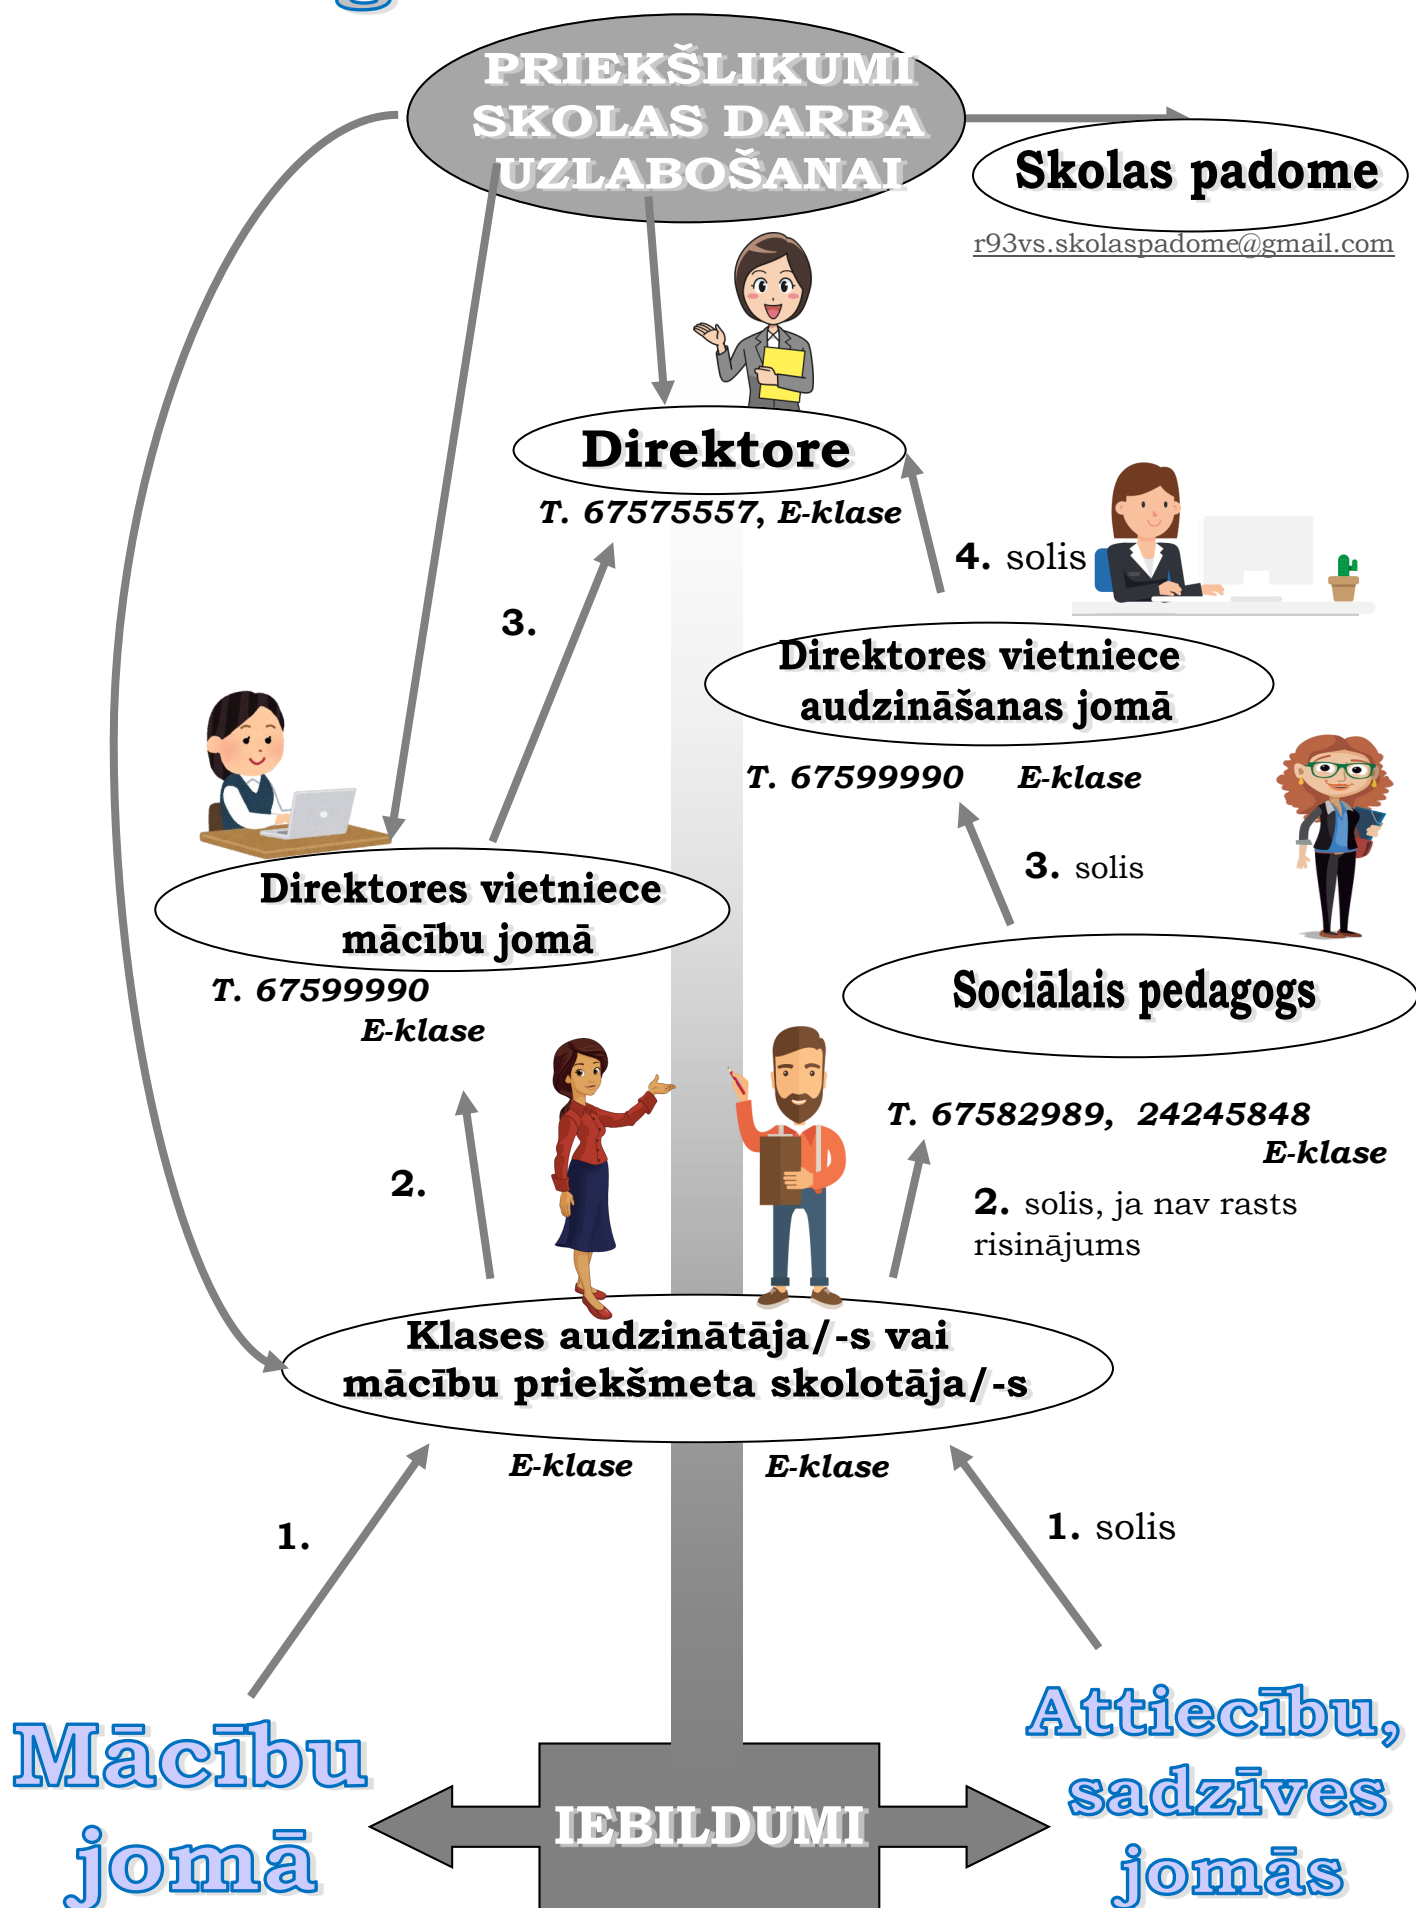 PRIEKŠLIKUMI
SKOLAS DARBA
UZLABOŠANAI
Skolas padome
r93vs.skolaspadome@gmail.com
Direktore
T. 67575557, E-klase
4. solis
3.
Direktores vietniece
audzināšanas jomā
T. 67599990 E-klase
3. solis
Direktores vietniece
mācību jomā
T. 67599990
E-klase
Sociālais pedagogs
T. 67582989, 24245848
E-klase
2.
2. solis, ja nav rasts
risinājums
Klases audzinātāja/-s vai
mācību priekšmeta skolotāja/-s
E-klase E-klase
1.
1. solis
Mācību
jomā
IEBILDUMI
Attiecību,
sadzīves
jomās